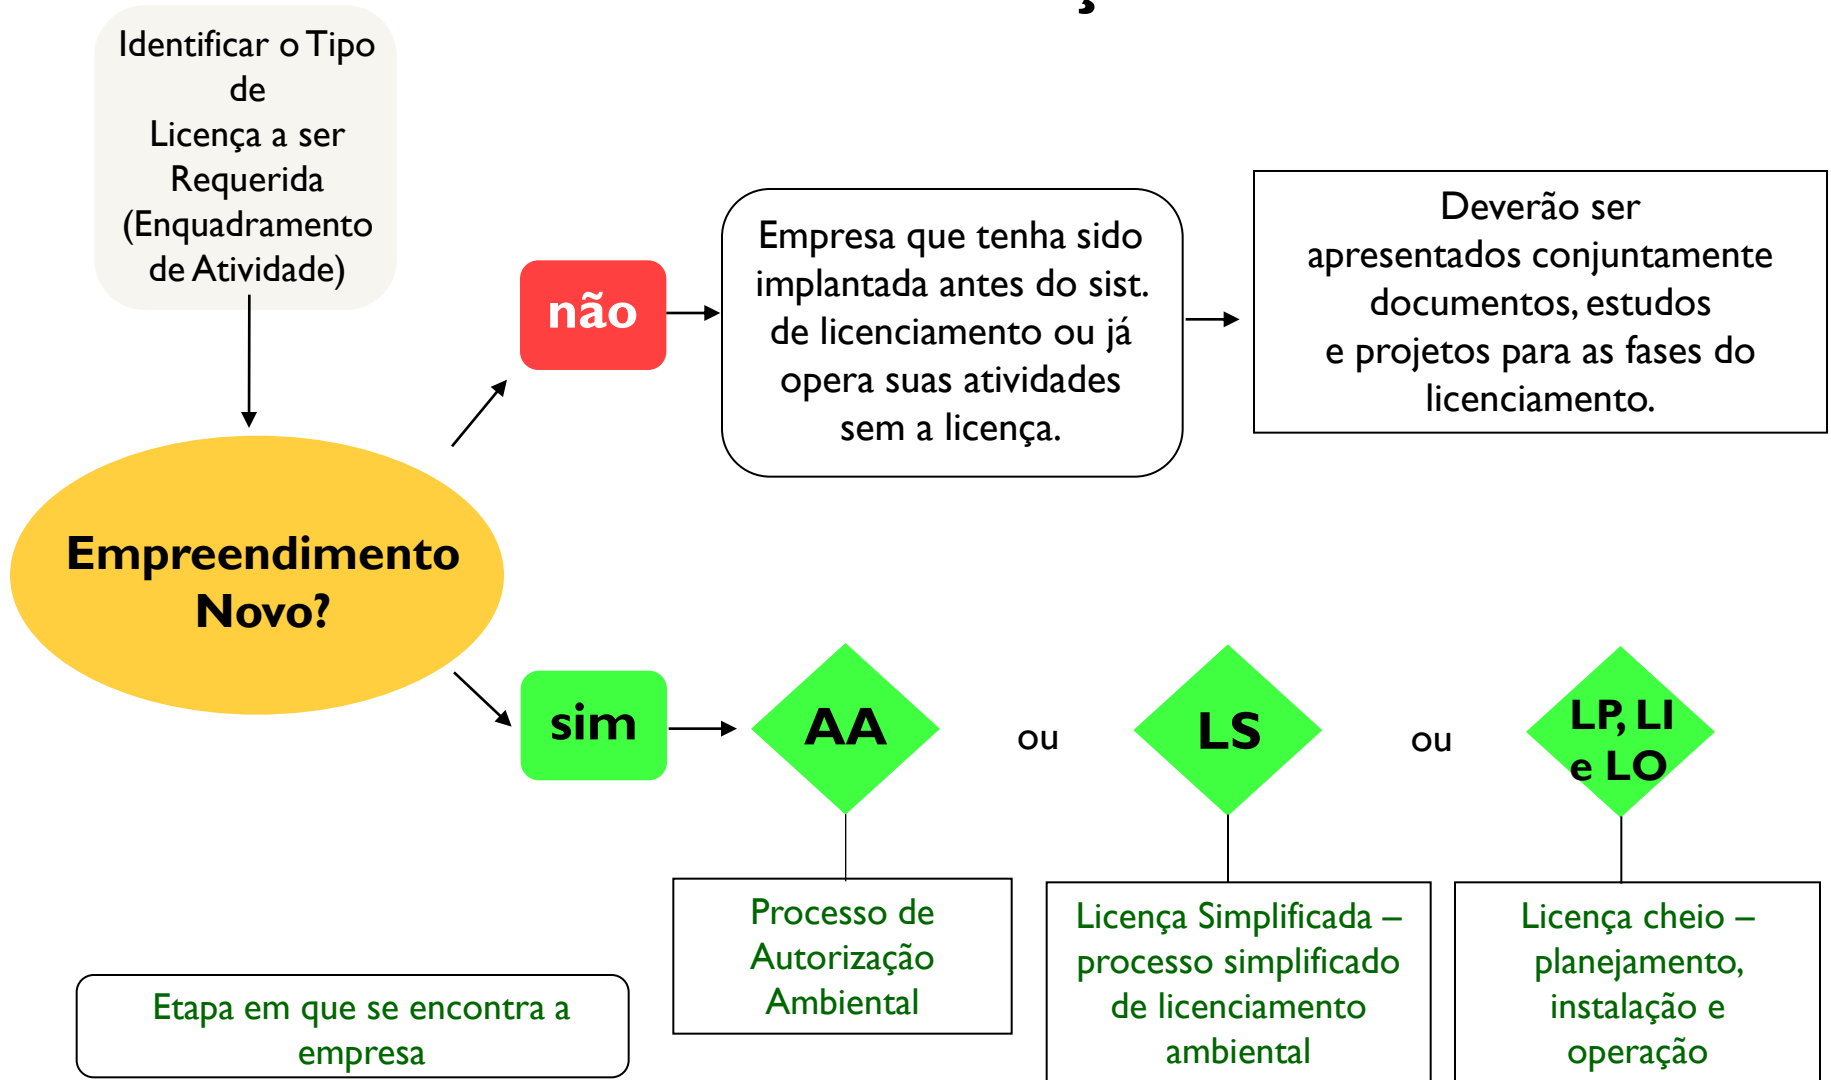 Identificar o Tipo
de
Licença a ser
Requerida
(Enquadramento
de Atividade)
não
Empresa que tenha sido
implantada antes do sist.
de licenciamento ou já
opera suas atividades
sem a licença.
Deverão ser
apresentados conjuntamente
documentos, estudos
e projetos para as fases do
licenciamento.
Empreendimento
Novo?
sim
AA
ou
LS
ou
LP, LI
e LO
Processo de
Autorização
Ambiental
Licença Simplificada –
processo simplificado
de licenciamento
ambiental
Licença cheio –
planejamento,
instalação e
operação
Etapa em que se encontra a
empresa